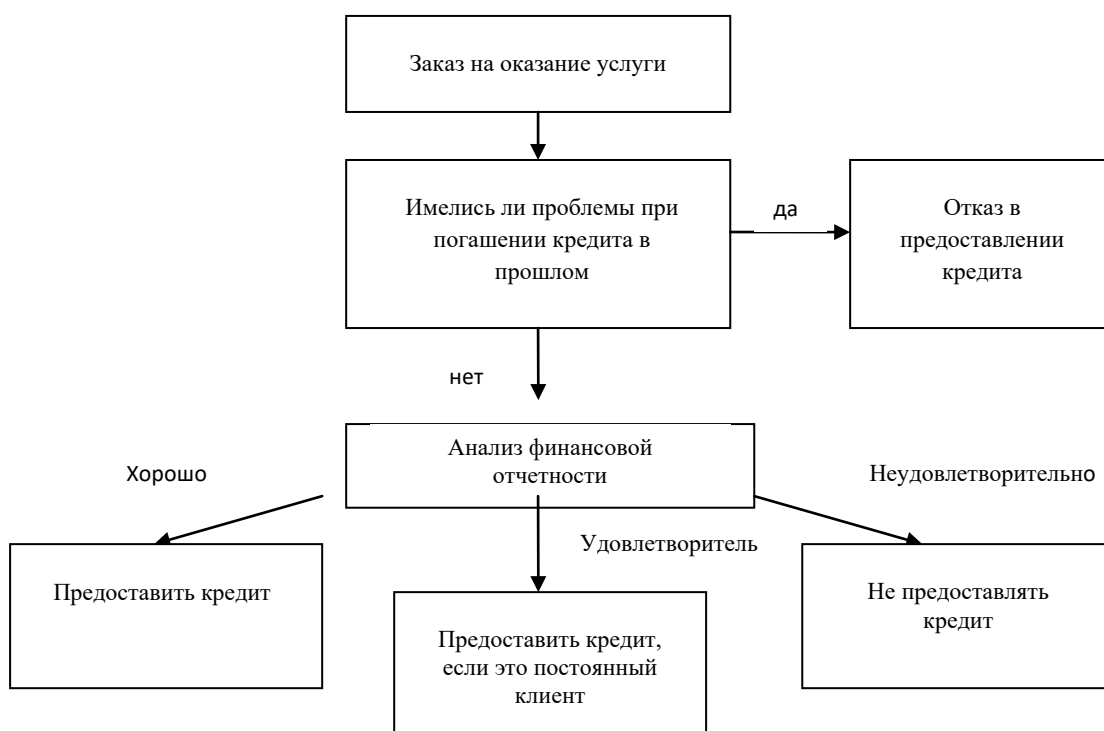 Заказ на оказание услуги
Имелись ли проблемы при
погашении кредита в
прошлом
да
Отказ в
предоставлении
кредита
нет
Анализ финансовой
отчетности
Хорошо
Неудовлетворительно
Удовлетворитель
Предоставить кредит
Предоставить кредит,
если это постоянный
клиент
Не предоставлять
кредит